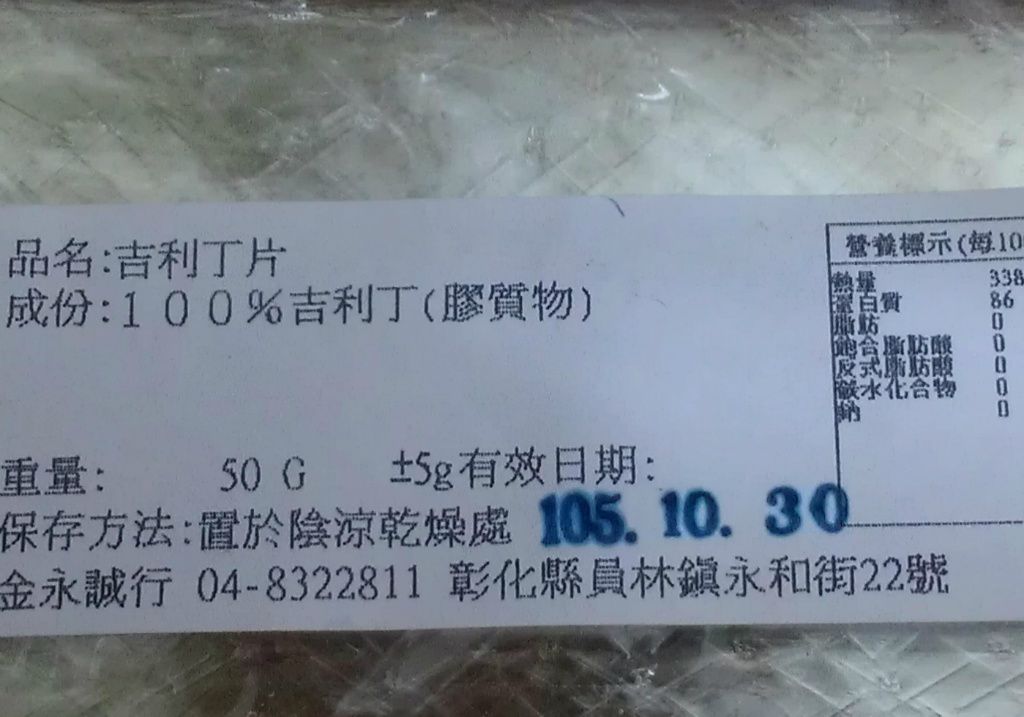 品名:吉利丁片
成份:100%吉利丁(膠質物)
重量: 50 G ±5g 有效日期:
保存方法:置於陰涼乾燥處 105. 10. 30
金永誠行 04-8322811 彰化縣員林鎮永和街22號
營養標示(每10
熱量 338
蛋白質 86
脂肪 0
飽合脂肪酸 0
反式脂肪酸 0
碳水化合物 0
鈉 0